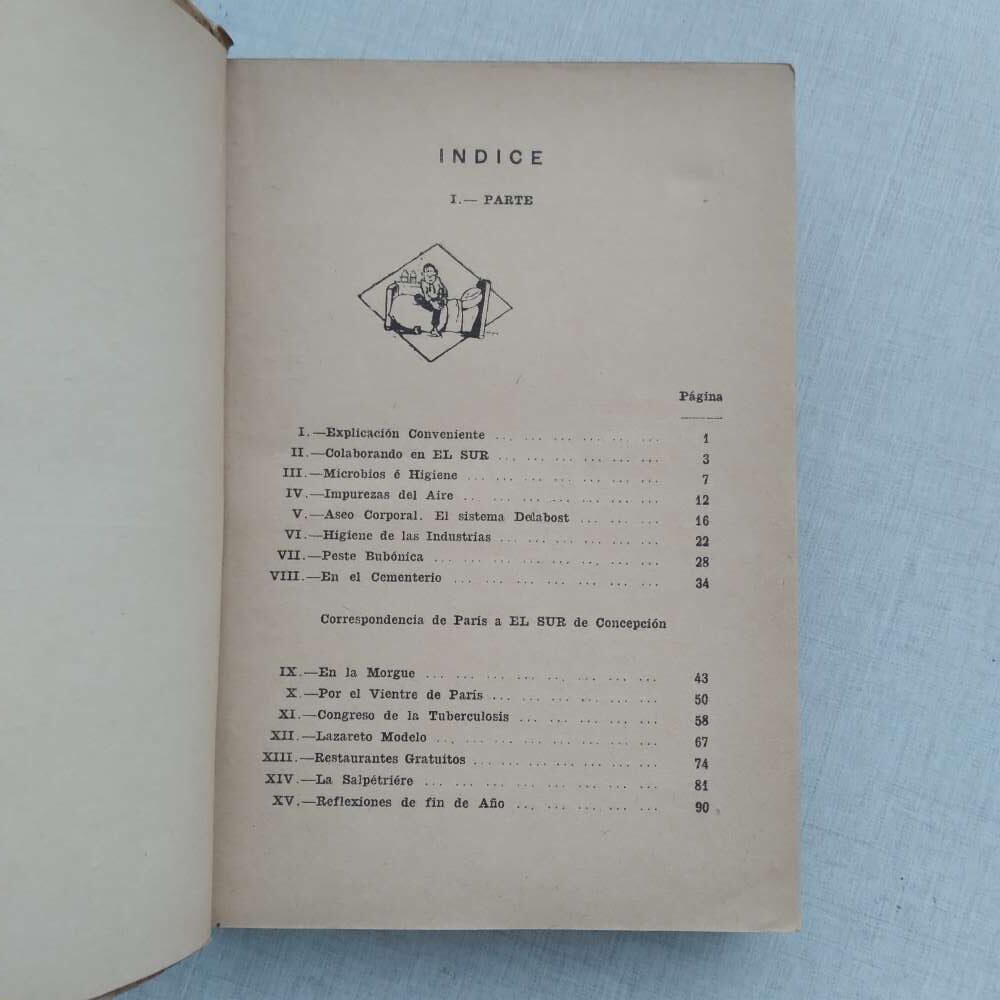 INDICE
I.— PARTE
Página
I.—Explicación Conveniente ... ... ... ... ... ... 1
II.—Colaborando en EL SUR ... ... ... ... ... ... 3
III.—Microbios é Higiene ... ... ... ... ... ... ... 7
IV.—Impurezas del Aire ... ... ... ... ... ... ... 12
V.—Aseo Corporal. El sistema Delabost ... ... ... 16
VI.—Higiene de las Industrias ... ... ... ... ... ... 22
VII.—Peste Bubónica ... ... ... ... ... ... ... ... 28
VIII.—En el Cementerio ... ... ... ... ... ... ... 34
Correspondencia de París a EL SUR de Concepción
IX.—En la Morgue ... ... ... ... ... ... ... ... 43
X.—Por el Vientre de París ... ... ... ... ... ... 50
XI.—Congreso de la Tuberculosis ... ... ... ... ... 58
XII.—Lazareto Modelo ... ... ... ... ... ... ... ... 67
XIII.—Restaurantes Gratuitos ... ... ... ... ... ... 74
XIV.—La Salpétriére ... ... ... ... ... ... ... ... 81
XV.—Reflexiones de fin de Año ... ... ... ... ... 90